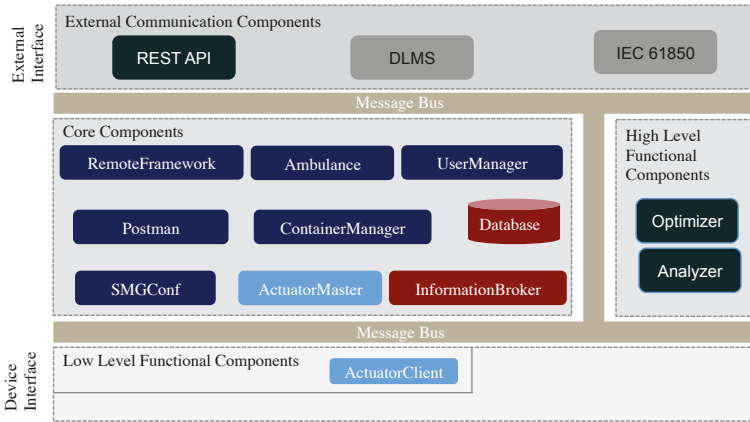 External
Interface
External Communication Components
REST API
DLMS
IEC 61850
Message Bus
Core Components
RemoteFramework
Ambulance
UserManager
Postman
ContainerManager
Database
SMGConf
ActuatorMaster
InformationBroker
High Level
Functional
Components
Optimizer
Analyzer
Message Bus
Device
Interface
Low Level Functional Components
ActuatorClient